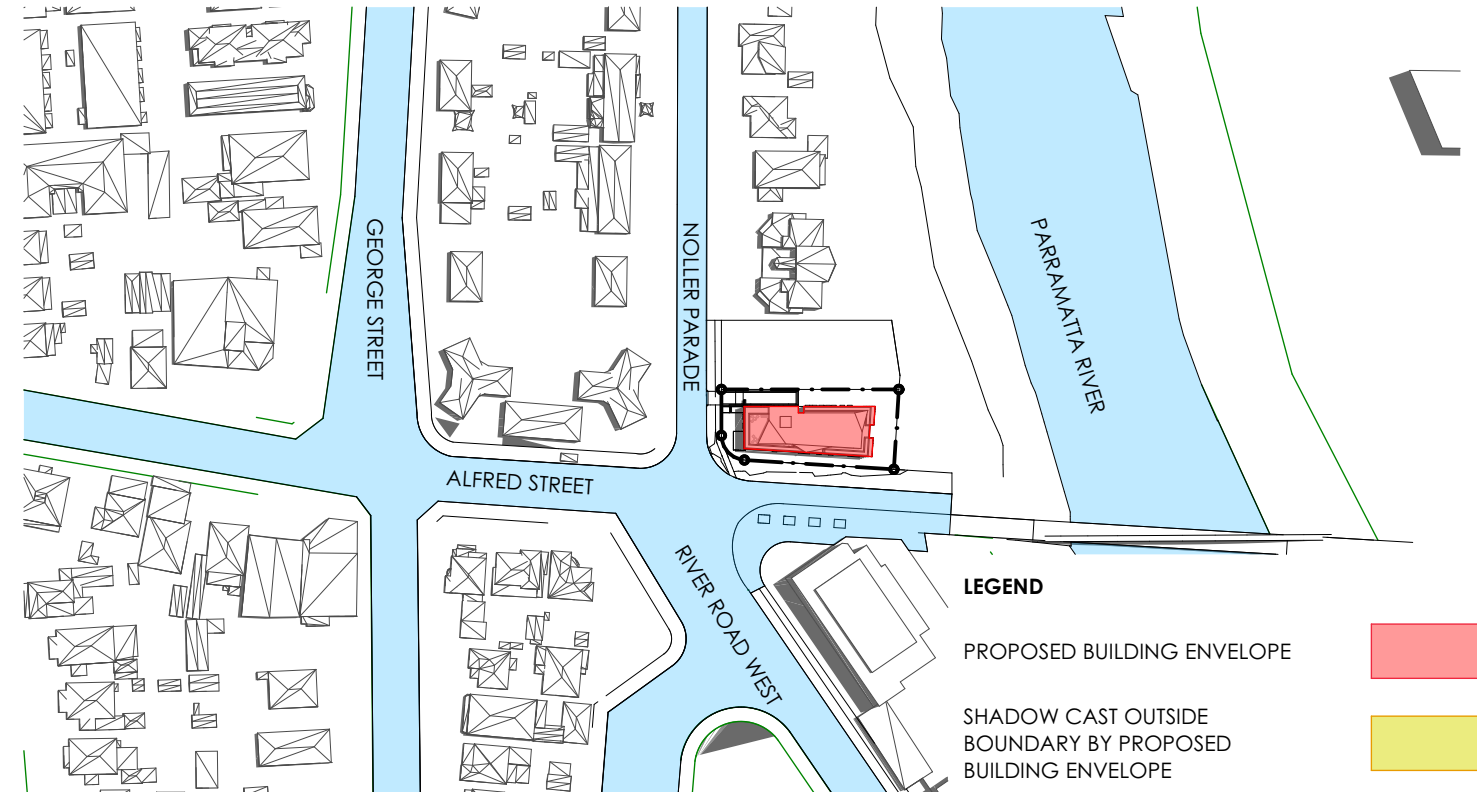 GEORGE STREET
NOLLER PARADE
PARRAMATTA RIVER
ALFRED STREET
RIVER ROAD WEST
LEGEND
PROPOSED BUILDING ENVELOPE
SHADOW CAST OUTSIDE
BOUNDARY BY PROPOSED
BUILDING ENVELOPE